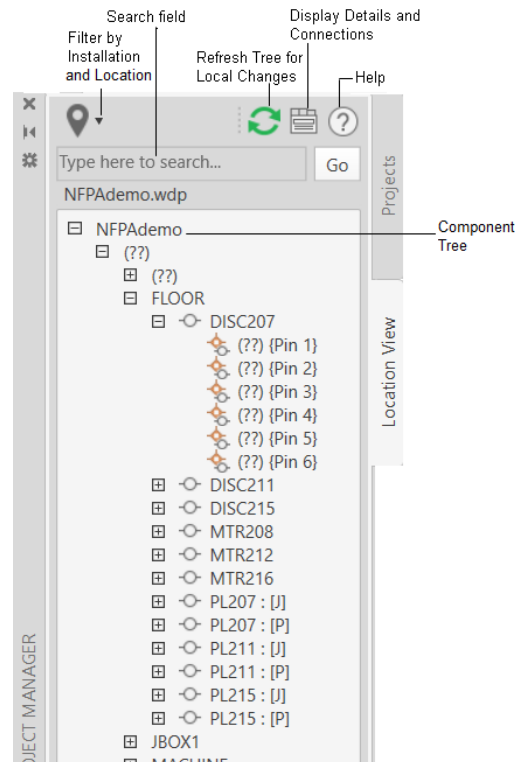 Search field
Display Details and
Connections
Filter by
Installation
and Location
Refresh Tree for
Local Changes
Help
?
Type here to search...
Go
Projects
NFPAdemo.wdp
NFPAdemo
Component
Tree
(??)
(??)
FLOOR
DISC207
(??) {Pin 1}
(??) {Pin 2}
(??) {Pin 3}
(??) {Pin 4}
(??) {Pin 5}
(??) {Pin 6}
Location View
DISC211
DISC215
MTR208
MTR212
MTR216
PL207 : [J]
PL207 : [P]
PL211 : [J]
PL211 : [P]
PL215 : [J]
PL215 : [P]
JBOX1
MACHINE
MANAGER